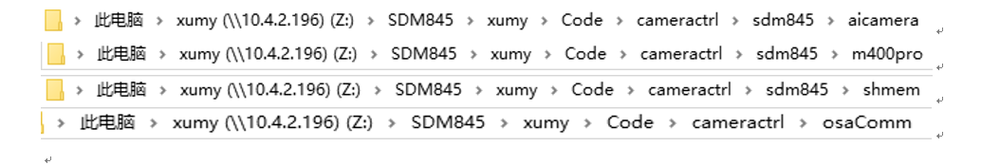 此电脑 > xumy (\\10.4.2.196) (Z:) > SDM845 > xumy > Code > cameractrl > sdm845 > aicamera
此电脑 > xumy (\\10.4.2.196) (Z:) > SDM845 > xumy > Code > cameractrl > sdm845 > m400pro
此电脑 > xumy (\\10.4.2.196) (Z:) > SDM845 > xumy > Code > cameractrl > sdm845 > shmem
此电脑 > xumy (\\10.4.2.196) (Z:) > SDM845 > xumy > Code > cameractrl > osaComm